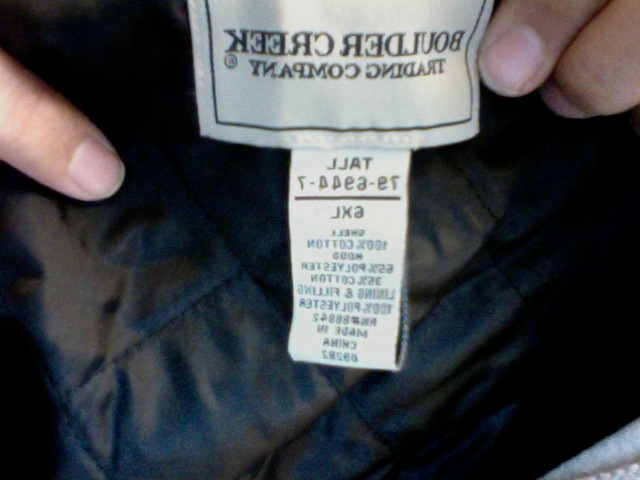 BOULDER CREEK
TRADING COMPANY ®
TALL
79-6944-7
6XL
SHELL
100% COTTON
HOOD
65% POLYESTER
35% COTTON
LINING & FILLING
100% POLYESTER
RN#88842
MADE IN
CHINA
09282